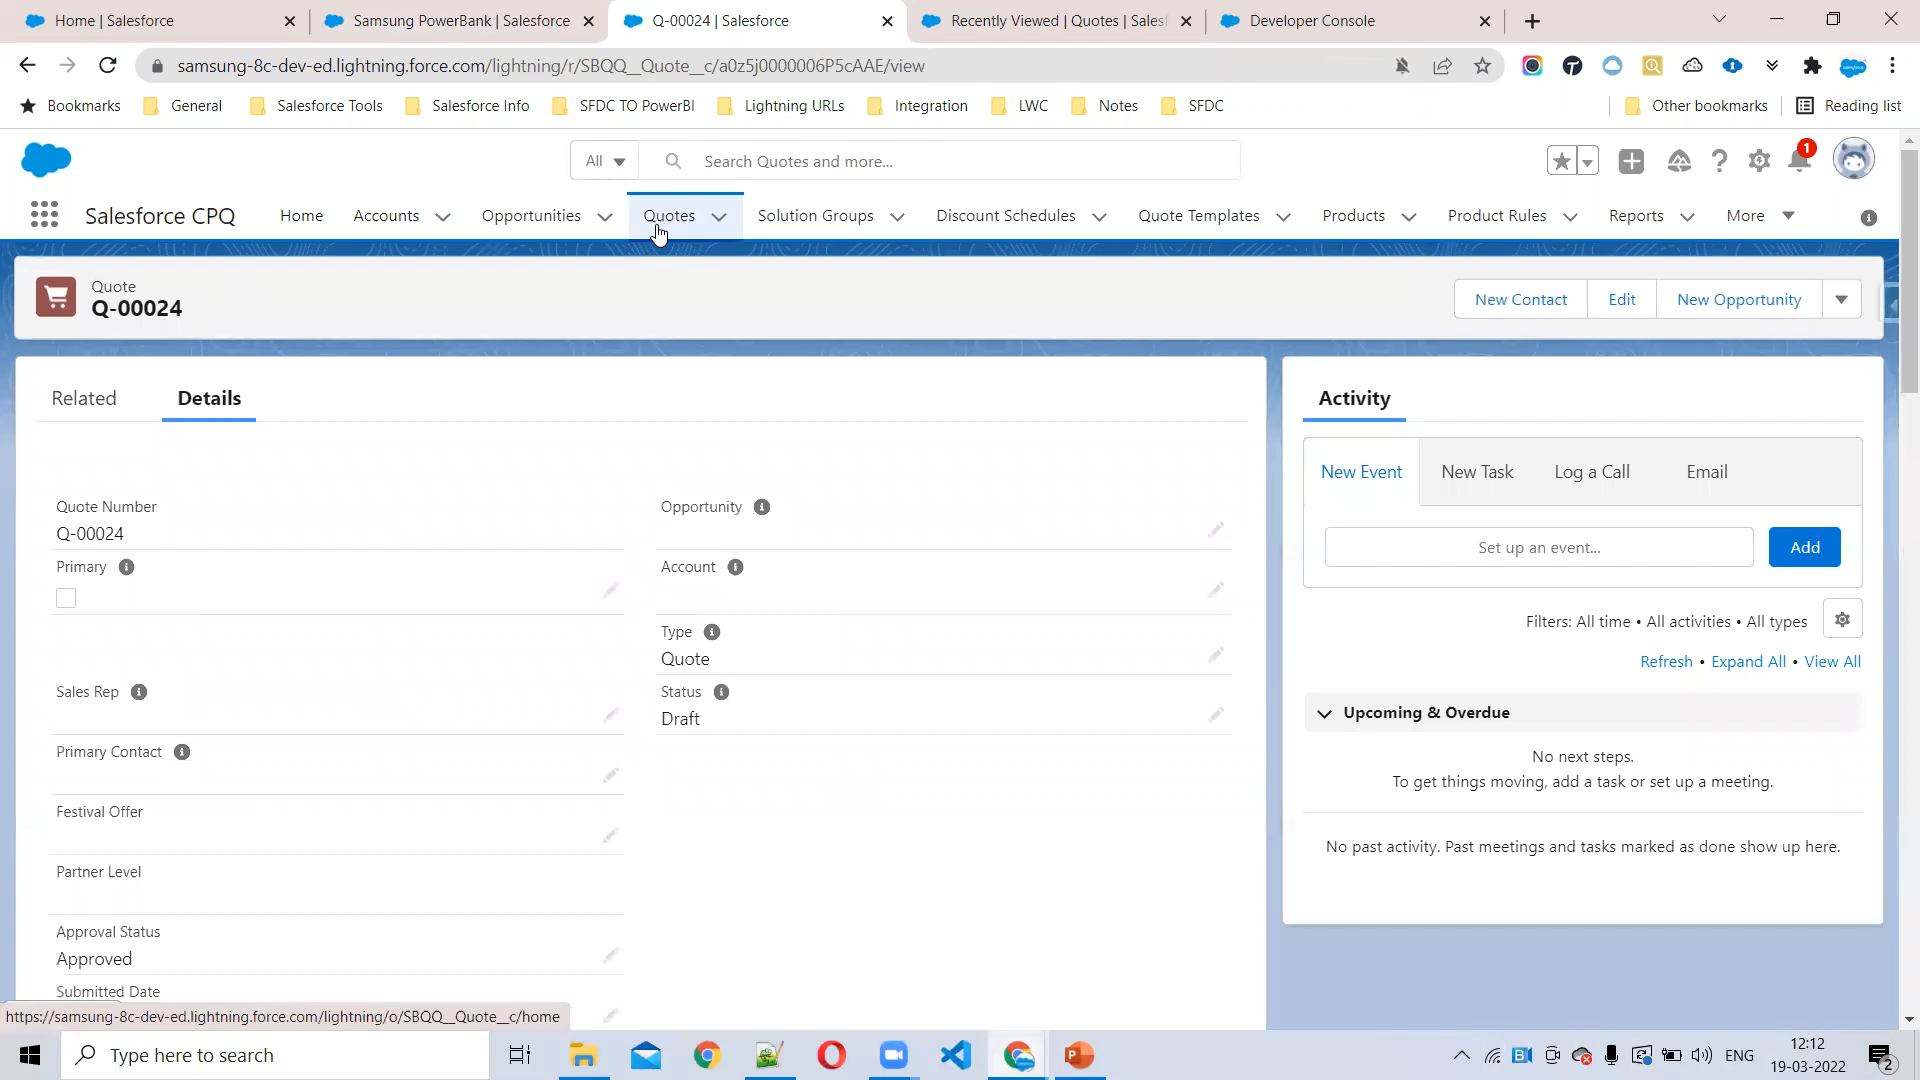 Home | Salesforce
Samsung PowerBank | Salesforce
Q-00024 | Salesforce
Recently Viewed | Quotes | Sales
Developer Console
samsung-8c-dev-ed.lightning.force.com/lightning/r/SBQQ__Quote__c/a0z5j0000006P5cAAE/view
Bookmarks
General
Salesforce Tools
Salesforce Info
SFDC TO PowerBI
Lightning URLs
Integration
LWC
Notes
SFDC
Other bookmarks
Reading list
All
Search Quotes and more...
1
Salesforce CPQ
Home
Accounts
Opportunities
Quotes
Solution Groups
Discount Schedules
Quote Templates
Products
Product Rules
Reports
More
Quote
Q-00024
New Contact
Edit
New Opportunity
Related
Details
Activity
New Event
New Task
Log a Call
Email
Quote Number
Q-00024
Opportunity
Set up an event...
Add
Primary
Account
Filters: All time • All activities • All types
Type
Quote
Refresh • Expand All • View All
Sales Rep
Status
Draft
Upcoming & Overdue
Primary Contact
No next steps.
To get things moving, add a task or set up a meeting.
Festival Offer
No past activity. Past meetings and tasks marked as done show up here.
Partner Level
Approval Status
Approved
Submitted Date
https://samsung-8c-dev-ed.lightning.force.com/lightning/o/SBQQ__Quote__c/home
Type here to search
ENG
12:12
19-03-2022
2